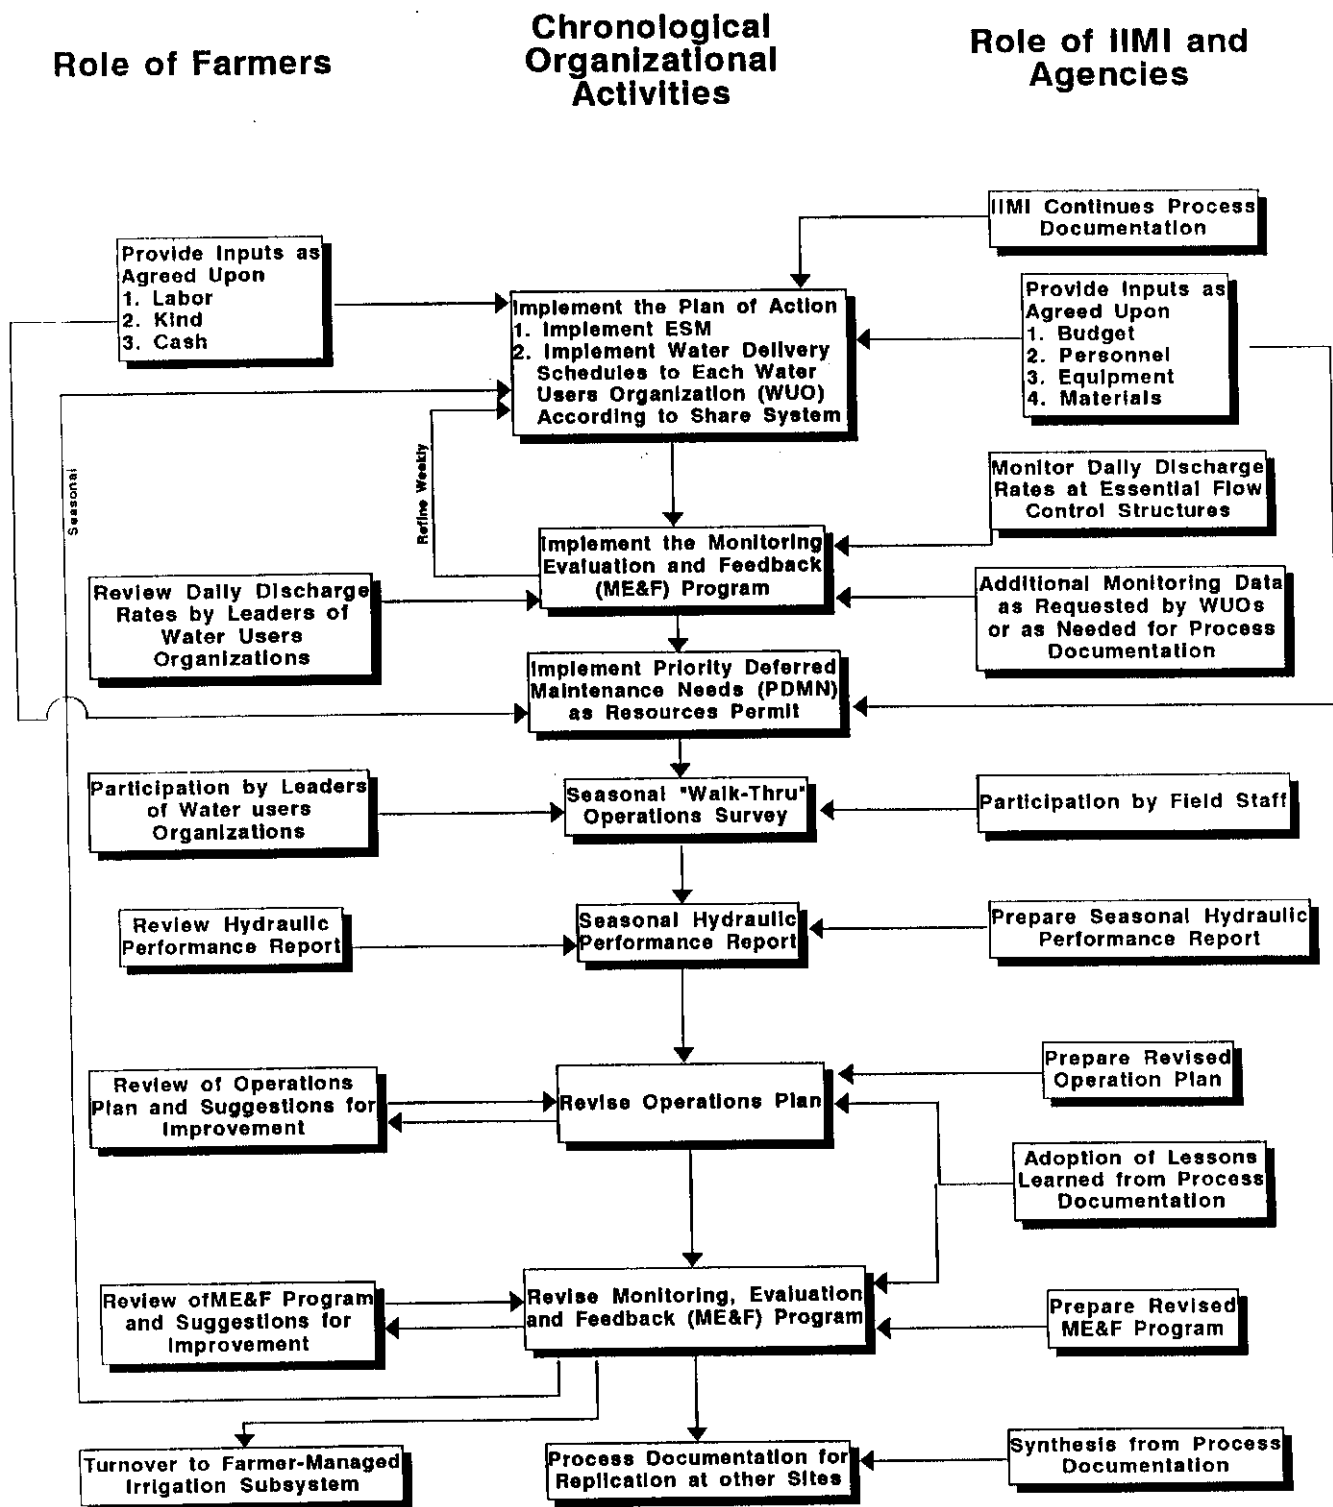 Role of Farmers
Chronological
Organizational
Activities
Role of IIMI and
Agencies
IIMI Continues Process
Documentation
Provide Inputs as
Agreed Upon
1. Labor
2. Kind
3. Cash
Implement the Plan of Action
1. Implement ESM
2. Implement Water Delivery
Schedules to Each Water
Users Organization (WUO)
According to Share System
Provide Inputs as
Agreed Upon
1. Budget
2. Personnel
3. Equipment
4. Materials
Seasonal
Refine Weekly
Monitor Daily Discharge
Rates at Essential Flow
Control Structures
Implement the Monitoring
Evaluation and Feedback
(ME&F) Program
Review Daily Discharge
Rates by Leaders of
Water Users
Organizations
Additional Monitoring Data
as Requested by WUOs
or as Needed for Process
Documentation
Implement Priority Deferred
Maintenance Needs (PDMN)
as Resources Permit
Participation by Leaders
of Water users
Organizations
Seasonal "Walk-Thru"
Operations Survey
Participation by Field Staff
Review Hydraulic
Performance Report
Seasonal Hydraulic
Performance Report
Prepare Seasonal Hydraulic
Performance Report
Review of Operations
Plan and Suggestions for
Improvement
Revise Operations Plan
Prepare Revised
Operation Plan
Adoption of Lessons
Learned from Process
Documentation
Review ofME&F Program
and Suggestions for
Improvement
Revise Monitoring, Evaluation
and Feedback (ME&F) Program
Prepare Revised
ME&F Program
Turnover to Farmer-Managed
Irrigation Subsystem
Process Documentation for
Replication at other Sites
Synthesis from Process
Documentation